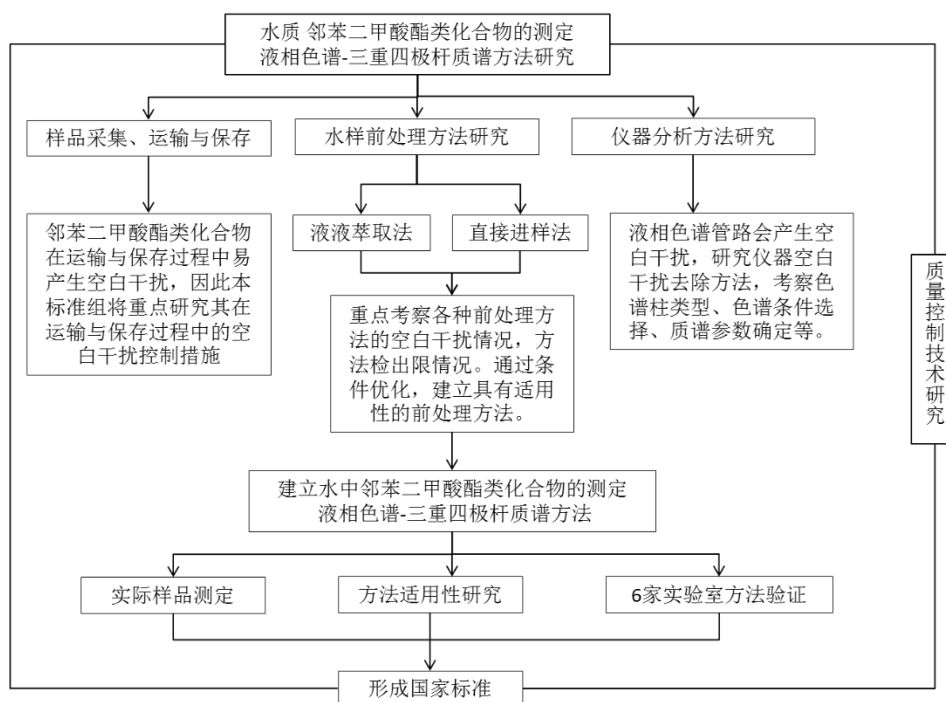 水质 邻苯二甲酸酯类化合物的测定
液相色谱-三重四极杆质谱方法研究
样品采集、运输与保存
水样前处理方法研究
仪器分析方法研究
邻苯二甲酸酯类化合物
在运输与保存过程中易
产生空白干扰，因此本
标准组将重点研究其在
运输与保存过程中的空
白干扰控制措施
液液萃取法
直接进样法
液相色谱管路会产生空
白干扰，研究仪器空白
干扰去除方法，考察色
谱柱类型、色谱条件选
择、质谱参数确定等。
重点考察各种前处理方
法的空白干扰情况，方
法检出限情况。通过条
件优化，建立具有适用
性的前处理方法。
质量控制技术研究
建立水中邻苯二甲酸酯类化合物的测定
液相色谱-三重四极杆质谱方法
实际样品测定
方法适用性研究
6家实验室方法验证
形成国家标准